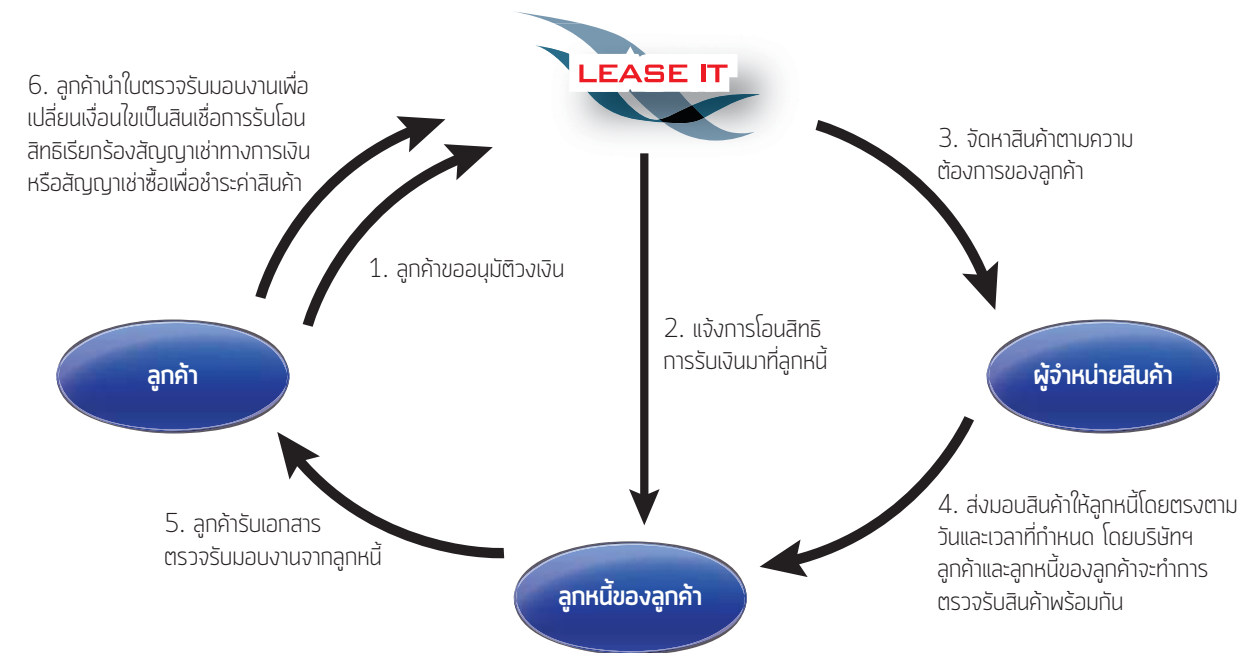 LEASE IT
6. ลูกค้านำใบตรวจรับมอบงานเพื่อ
เปลี่ยนเงื่อนไขเป็นสินเชื่อการรับโอน
สิทธิเรียกร้องสัญญาเช่าทางการเงิน
หรือสัญญาเช่าซื้อเพื่อชำระค่าสินค้า
3. จัดหาสินค้าตามความ
ต้องการของลูกค้า
1. ลูกค้าขออนุมัติวงเงิน
2. แจ้งการโอนสิทธิ
การรับเงินมาที่ลูกหนี้
ลูกค้า
ผู้จำหน่ายสินค้า
5. ลูกค้ารับเอกสาร
ตรวจรับมอบงานจากลูกหนี้
4. ส่งมอบสินค้าให้ลูกหนี้โดยตรงตาม
วันและเวลาที่กำหนด โดยบริษัทฯ
ลูกค้าและลูกหนี้ของลูกค้าจะทำการ
ตรวจรับสินค้าพร้อมกัน
ลูกหนี้ของลูกค้า